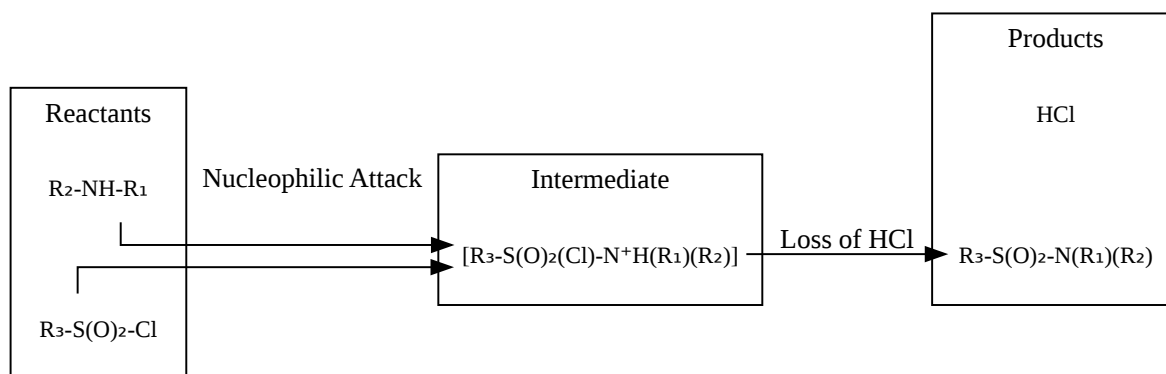 Reactants
R₂-NH-R₁
R₃-S(O)₂-Cl
Nucleophilic Attack
Intermediate
[R₃-S(O)₂(Cl)-N⁺H(R₁)(R₂)]
Loss of HCl
Products
HCl
R₃-S(O)₂-N(R₁)(R₂)